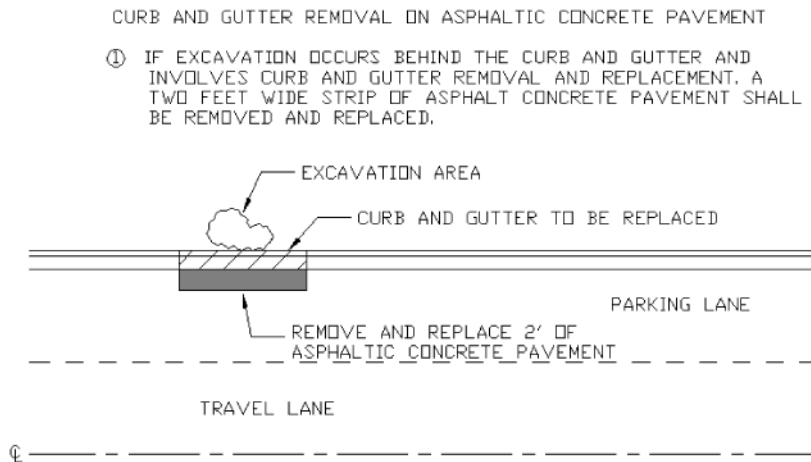 CURB AND GUTTER REMOVAL ON ASPHALTIC CONCRETE PAVEMENT
① IF EXCAVATION OCCURS BEHIND THE CURB AND GUTTER AND
INVOLVES CURB AND GUTTER REMOVAL AND REPLACEMENT. A
TWO FEET WIDE STRIP OF ASPHALT CONCRETE PAVEMENT SHALL
BE REMOVED AND REPLACED.
EXCAVATION AREA
CURB AND GUTTER TO BE REPLACED
PARKING LANE
REMOVE AND REPLACE 2' OF
ASPHALTIC CONCRETE PAVEMENT
TRAVEL LANE
℄